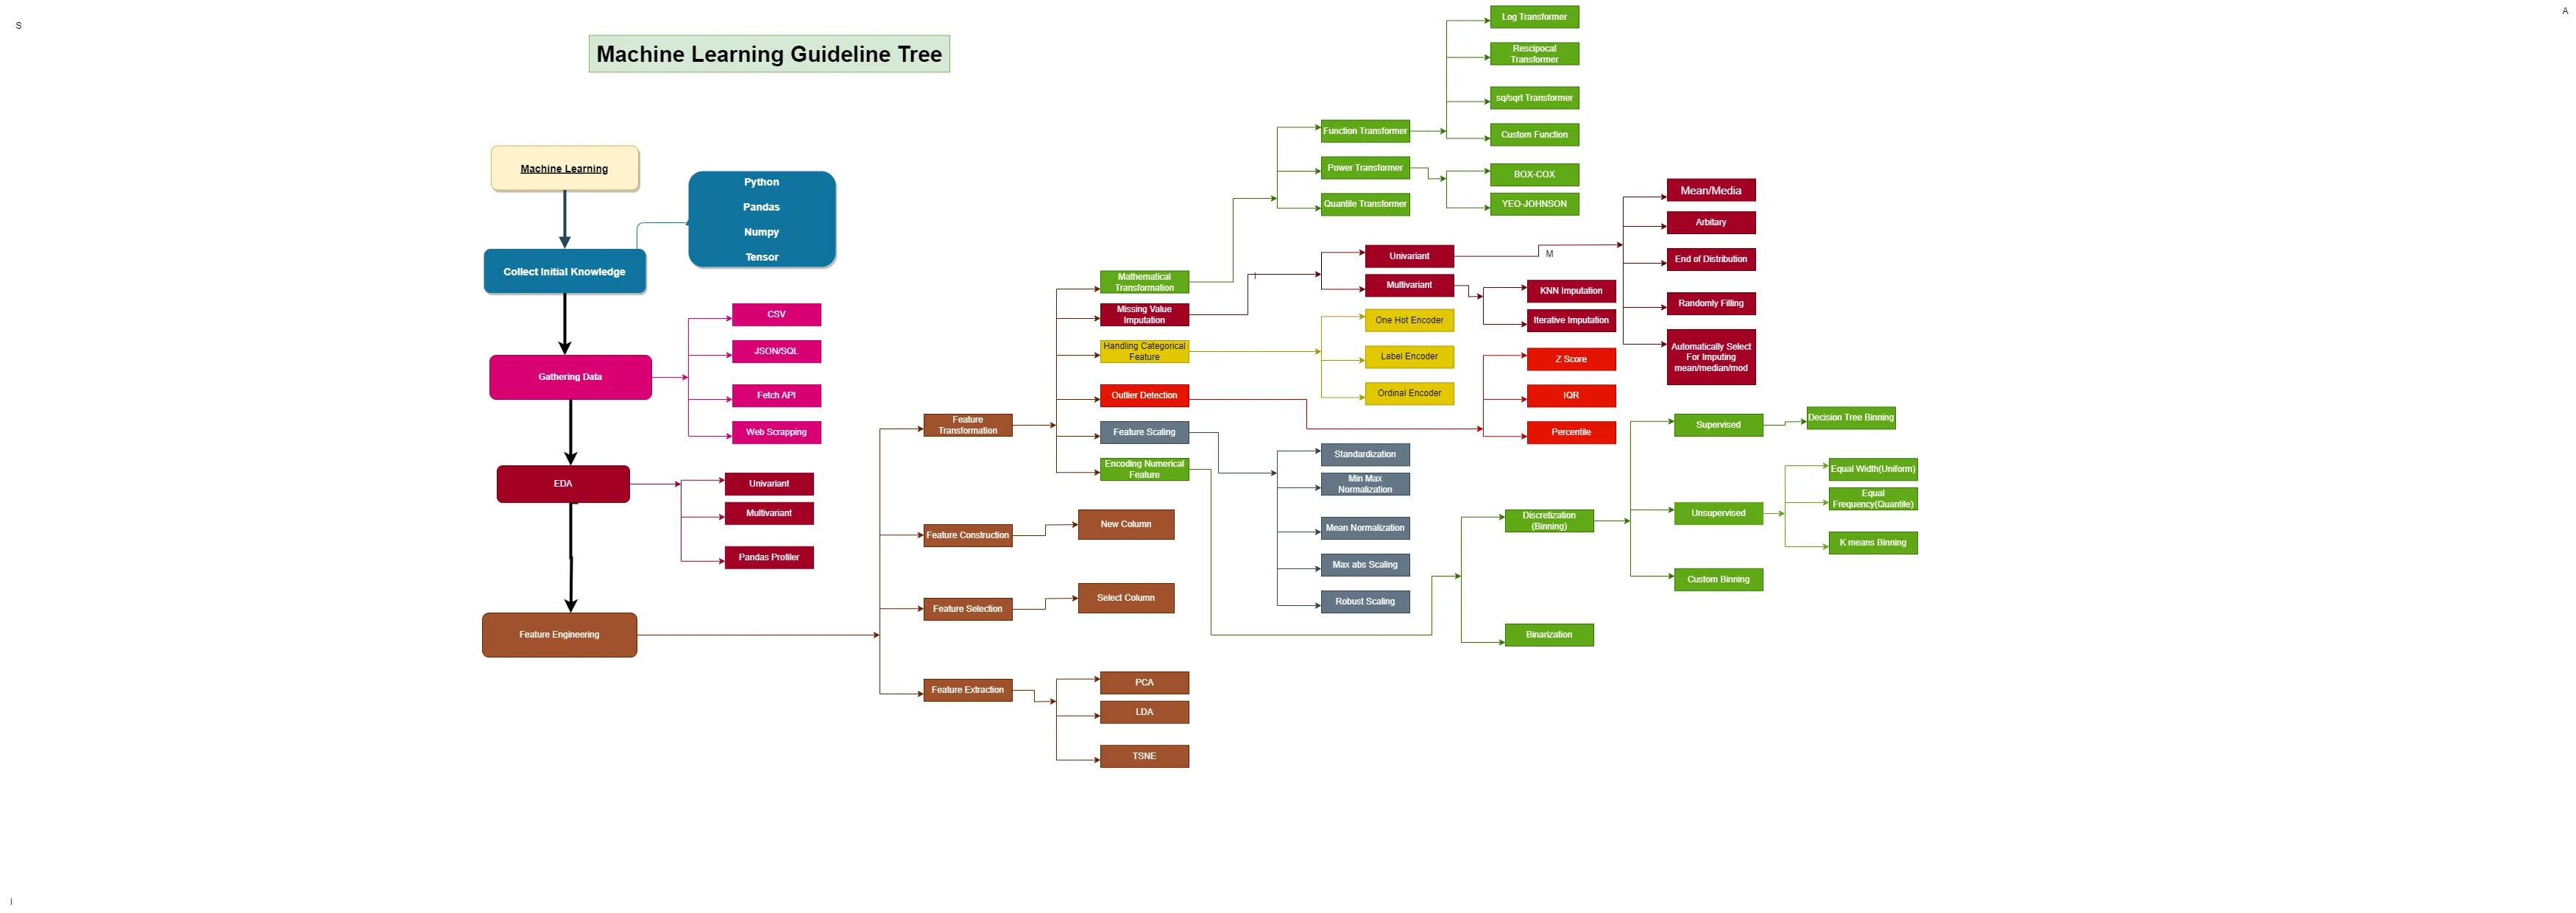 S
A
Machine Learning Guideline Tree
Machine Learning
Python
Pandas
Numpy
Tensor
Collect Initial Knowledge
Gathering Data
CSV
JSON/SQL
Fetch API
Web Scrapping
EDA
Univariant
Multivariant
Pandas Profiler
Feature Engineering
Feature
Transformation
Mathematical
Transformation
Function Transformer
Log Transformer
Rescipocal
Transformer
sq/sqrt Transformer
Custom Function
Power Transformer
BOX-COX
YEO-JOHNSON
Quantile Transformer
Missing Value
Imputation
I
Univariant
M
Mean/Media
Arbitary
End of Distribution
Randomly Filling
Automatically Select
For Imputing
mean/median/mod
Multivariant
KNN Imputation
Iterative Imputation
Handling Categorical
Feature
One Hot Encoder
Label Encoder
Ordinal Encoder
Outlier Detection
Z Score
IQR
Percentile
Feature Scaling
Standardization
Min Max
Normalization
Mean Normalization
Max abs Scaling
Robust Scaling
Encoding Numerical
Feature
Discretization
(Binning)
Supervised
Decision Tree Binning
Unsupervised
Equal Width(Uniform)
Equal
Frequency(Quantile)
K means Binning
Custom Binning
Binarization
Feature Construction
New Column
Feature Selection
Select Column
Feature Extraction
PCA
LDA
TSNE
I